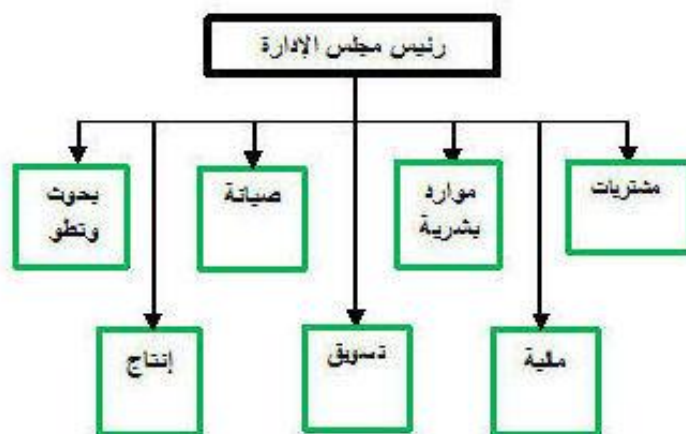 رئيس مجلس الإدارة
مشتريات
موارد
بشرية
صيانة
بحوث
وتطو
مالية
تسويق
إنتاج